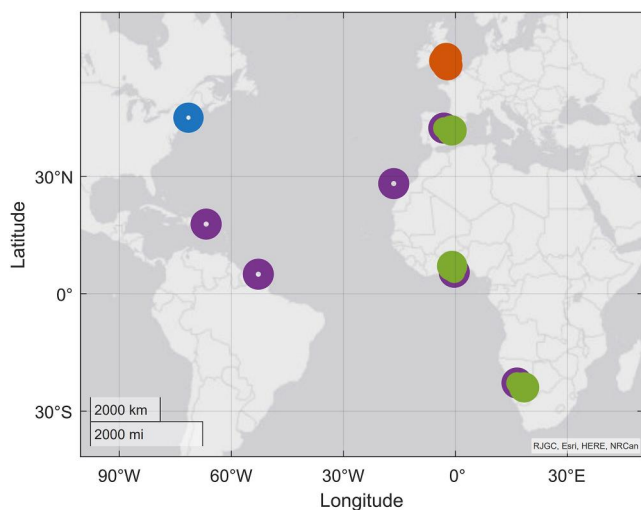 30°N
0°
30°S
Latitude
2000 km
2000 mi
RJGC, Esri, HERE, NRCan
90°W
60°W
30°W
0°
30°E
Longitude